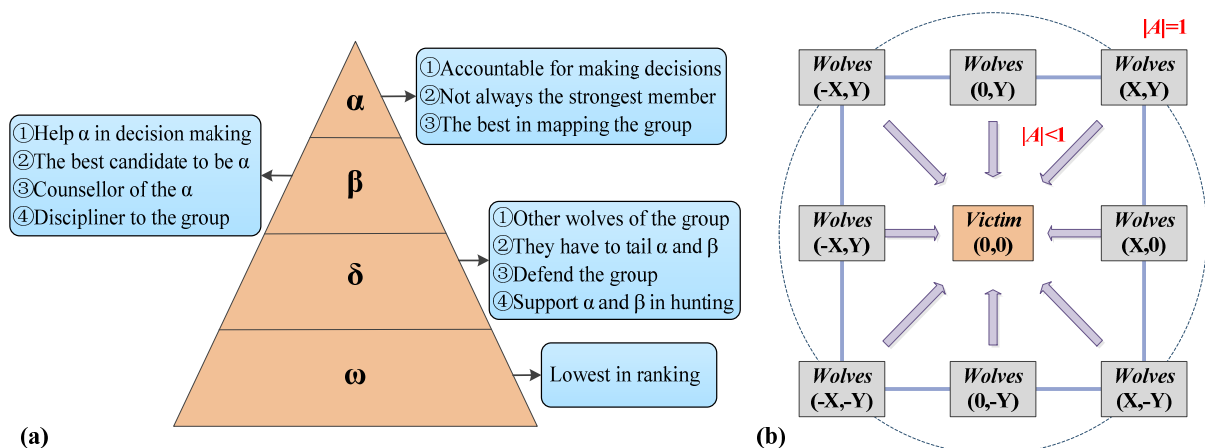 α
①Accountable for making decisions
②Not always the strongest member
③The best in mapping the group
①Help α in decision making
②The best candidate to be α
③Counsellor of the α
④Discipliner to the group
β
①Other wolves of the group
②They have to tail α and β
③Defend the group
④Support α and β in hunting
δ
ω
Lowest in ranking
(a)
|A|=1
Wolves
(-X,Y)
Wolves
(0,Y)
Wolves
(X,Y)
|A|<1
Wolves
(-X,Y)
Victim
(0,0)
Wolves
(X,0)
Wolves
(-X,-Y)
Wolves
(0,-Y)
Wolves
(X,-Y)
(b)